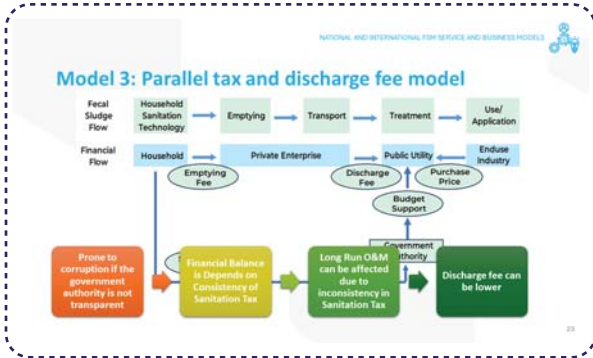 NATIONAL AND INTERNATIONAL FSM SERVICE AND BUSINESS MODELS
Model 3: Parallel tax and discharge fee model
Fecal
Sludge
Flow
Household
Sanitation
Technology
Emptying
Transport
Treatment
Use/
Application
Financial
Flow
Household
Private Enterprise
Public Utility
Enduse
Industry
Emptying
Fee
Discharge
Fee
Purchase
Price
Budget
Support
Government
Authority
Prone to
corruption if the
government
authority is not
transparent
Financial Balance
is Depends on
Consistency of
Sanitation Tax
Long Run O&M
can be affected
due to
inconsistency in
Sanitation Tax
Discharge fee can
be lower
23